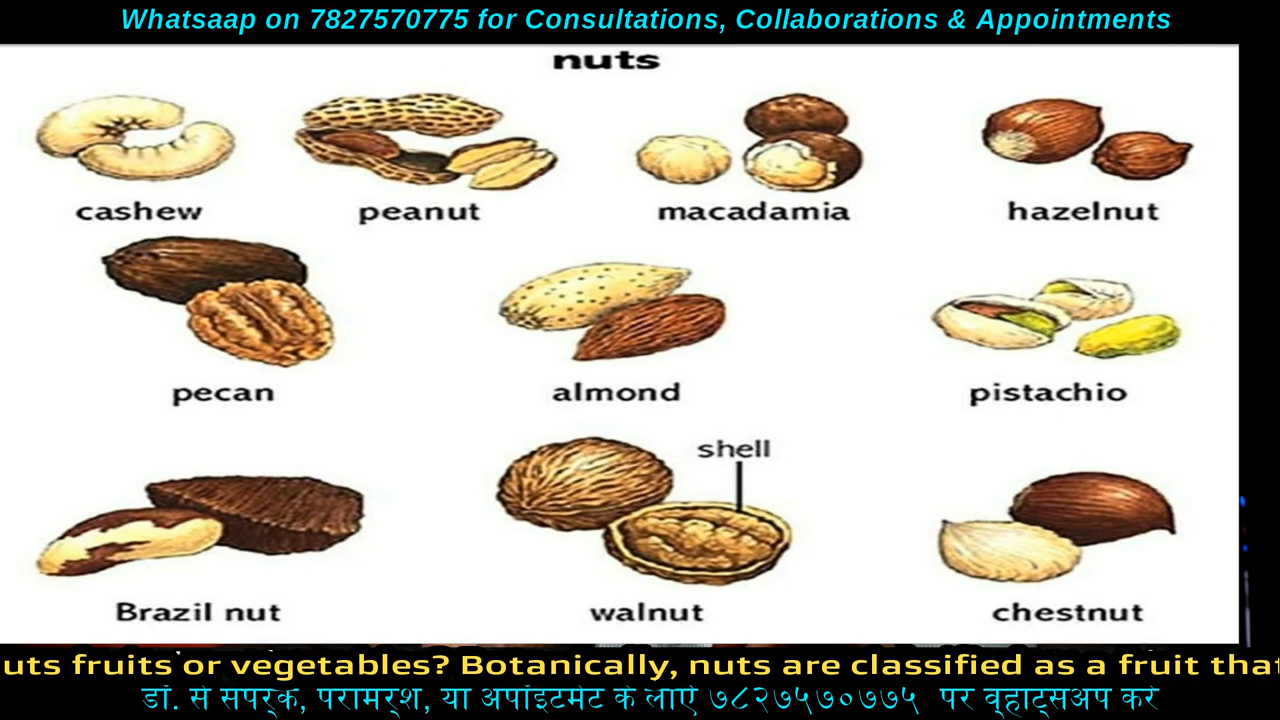 Whatsaap on 7827570775 for Consultations, Collaborations & Appointments
nuts
cashew peanut macadamia hazelnut
pecan almond pistachio
shell
Brazil nut walnut chestnut
uts fruits or vegetables? Botanically, nuts are classified as a fruit that
डॉ. से संपर्क, परामर्श, या अपॉइंटमेंट के लिए ७८२७५७०७७५ पर व्हाट्सअप करें